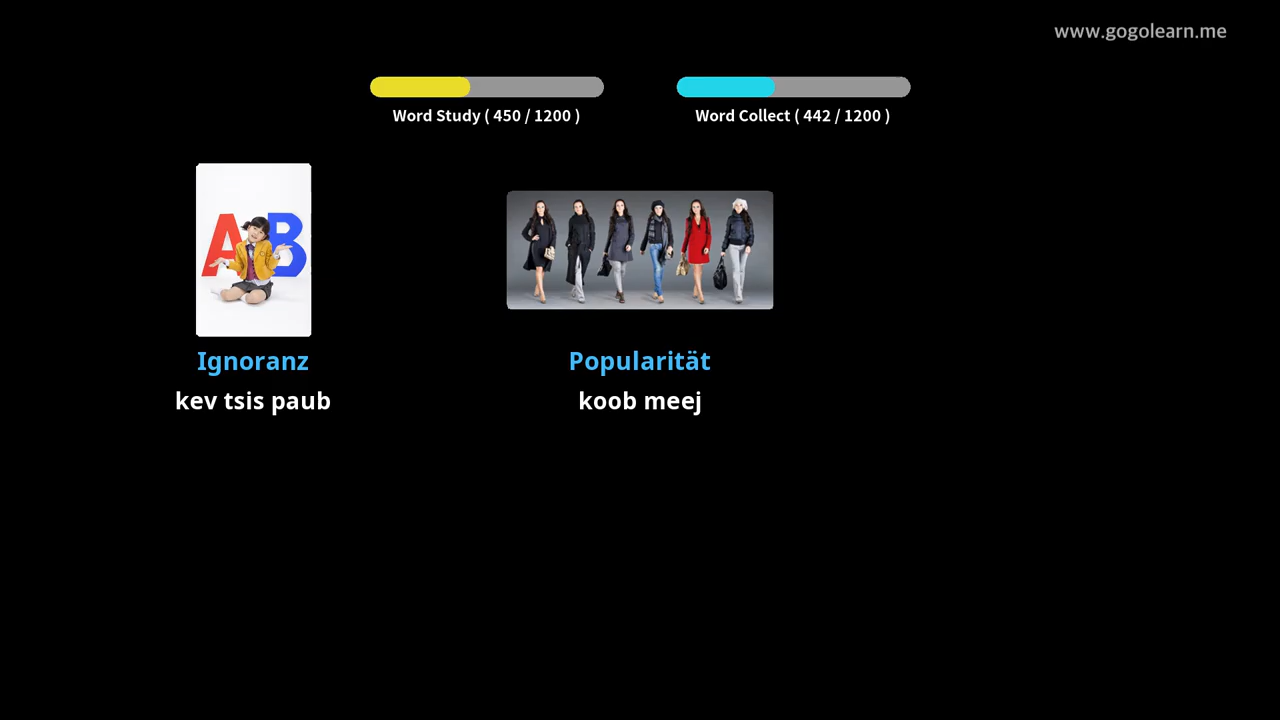 www.gogolearn.me
Word Study ( 450 / 1200 )
Word Collect ( 442 / 1200 )
A B
Ignoranz
Popularität
kev tsis paub
koob meej